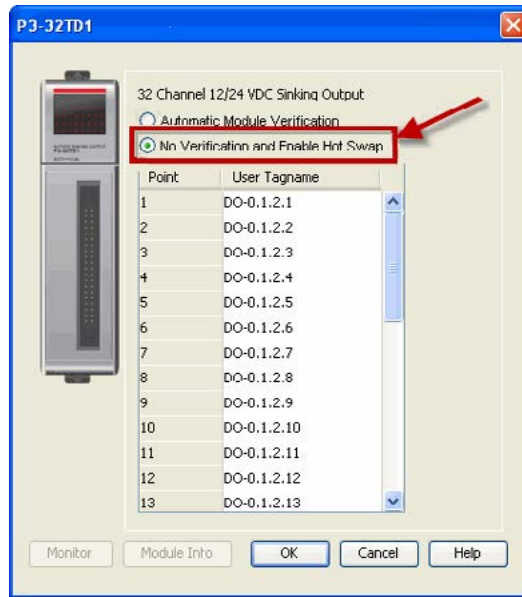 P3-32TD1
32 Channel 12/24 VDC Sinking Output
Automatic Module Verification
No Verification and Enable Hot Swap
Point User Tagname
1 DO-0.1.2.1
2 DO-0.1.2.2
3 DO-0.1.2.3
4 DO-0.1.2.4
5 DO-0.1.2.5
6 DO-0.1.2.6
7 DO-0.1.2.7
8 DO-0.1.2.8
9 DO-0.1.2.9
10 DO-0.1.2.10
11 DO-0.1.2.11
12 DO-0.1.2.12
13 DO-0.1.2.13
Monitor Module Info OK Cancel Help